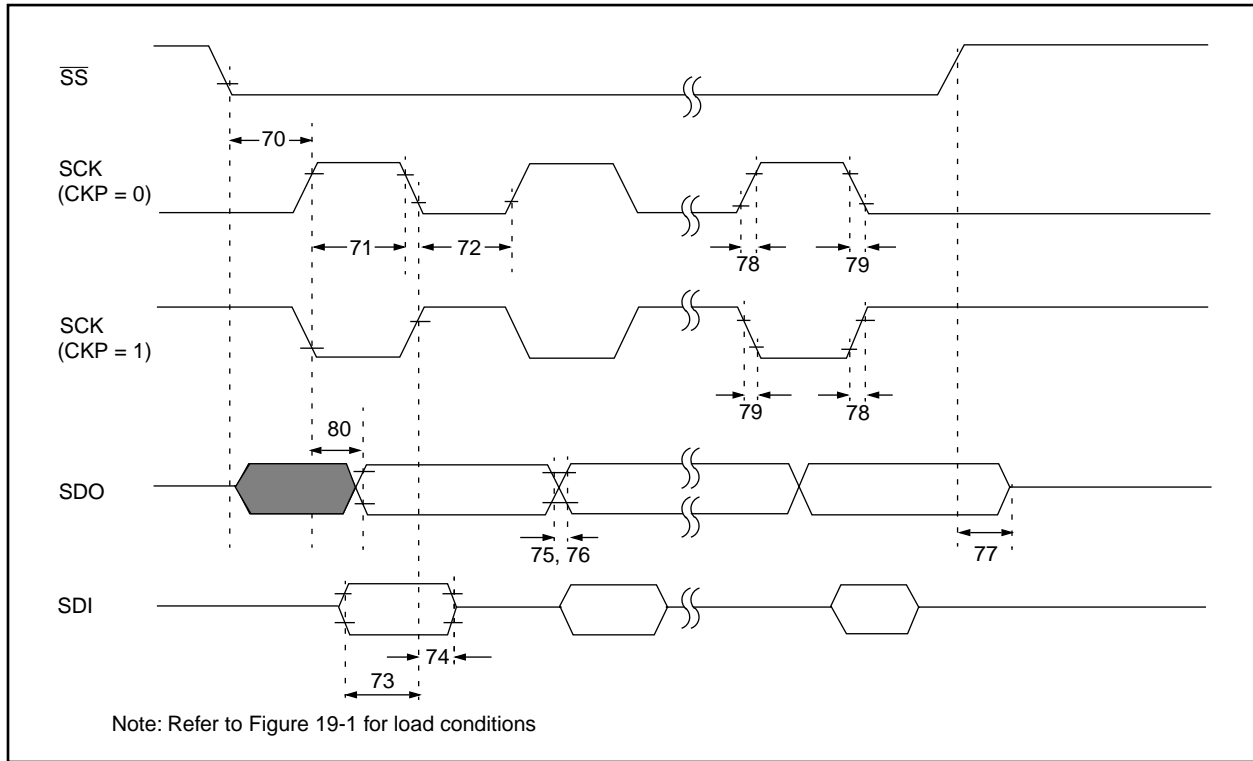 SS
70
SCK
(CKP = 0)
71
72
78
79
SCK
(CKP = 1)
79
78
80
SDO
75, 76
77
SDI
74
73
Note: Refer to Figure 19-1 for load conditions